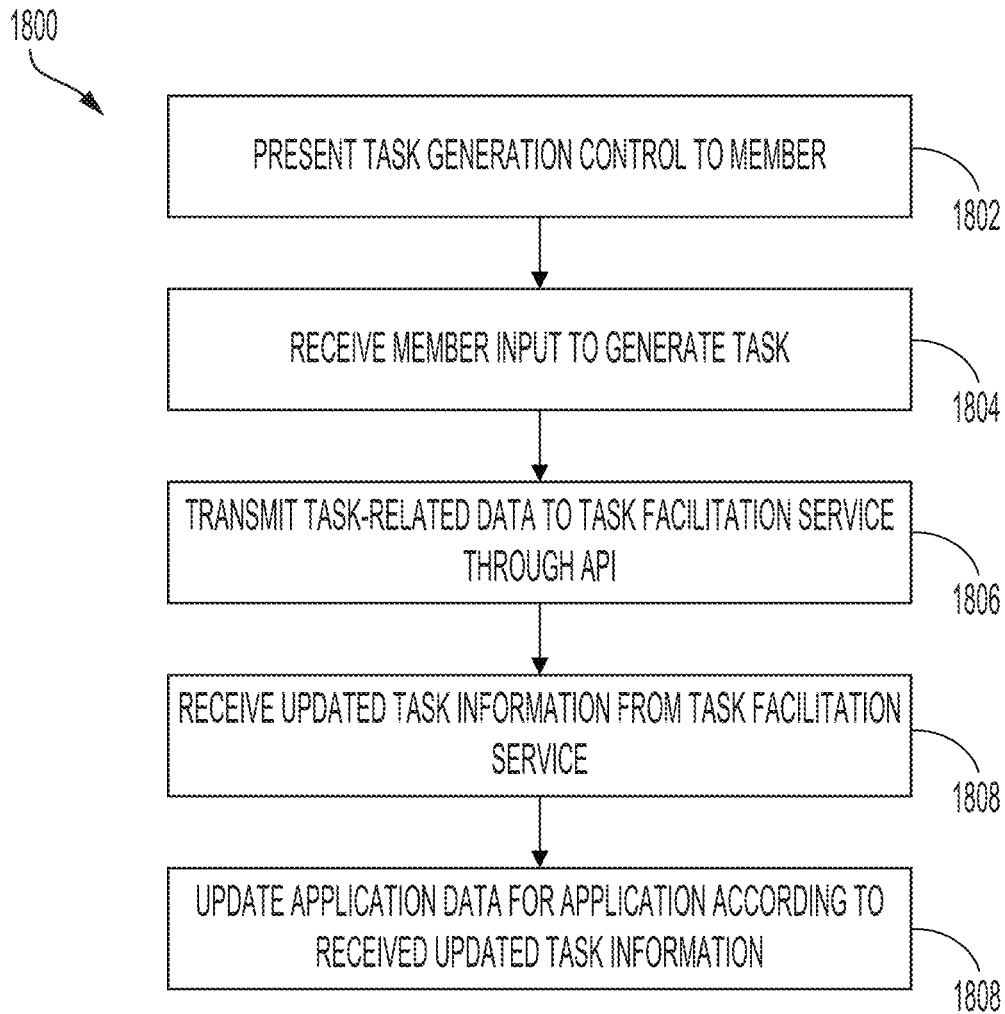 1800
PRESENT TASK GENERATION CONTROL TO MEMBER
1802
RECEIVE MEMBER INPUT TO GENERATE TASK
1804
TRANSMIT TASK-RELATED DATA TO TASK FACILITATION SERVICE
THROUGH API
1806
RECEIVE UPDATED TASK INFORMATION FROM TASK FACILITATION
SERVICE
1808
UPDATE APPLICATION DATA FOR APPLICATION ACCORDING TO
RECEIVED UPDATED TASK INFORMATION
1808